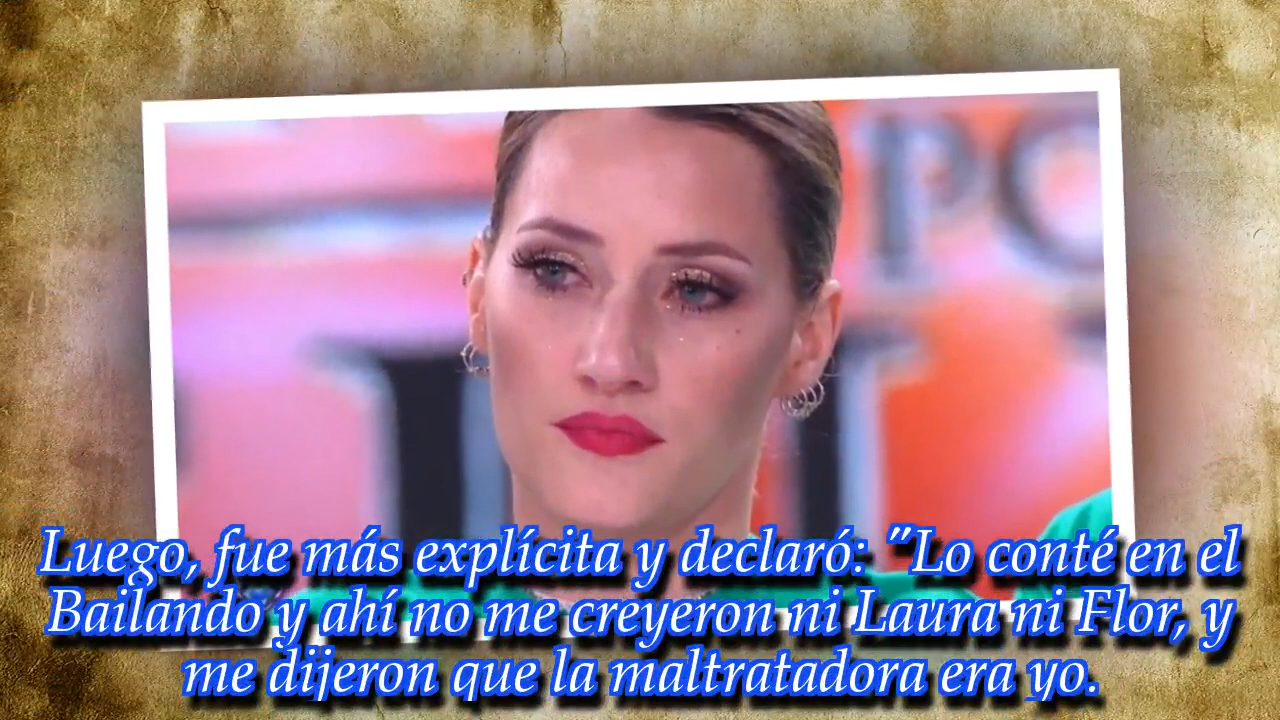 PO
Luego, fue más explícita y declaró: "Lo conté en el
Bailando y ahí no me creyeron ni Laura ni Flor, y
me dijeron que la maltratadora era yo.